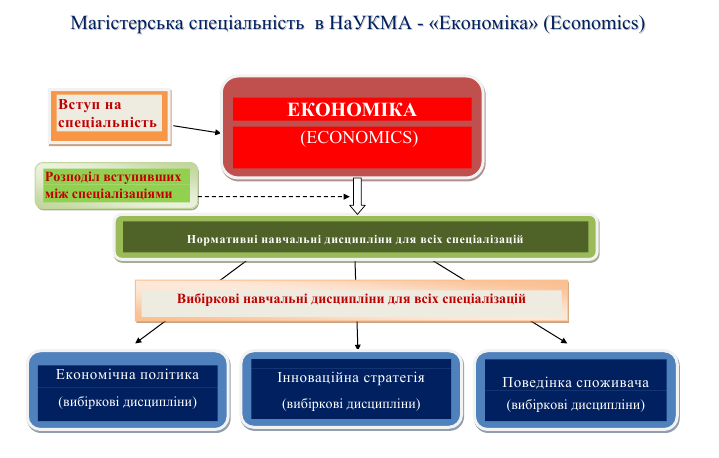 Магістерська спеціальність в НаУКМА - «Економіка» (Economics)
Вступ на
спеціальність
ЕКОНОМІКА
(ECONOMICS)
Розподіл вступивших
між спеціалізаціями
Нормативні навчальні дисципліни для всіх спеціалізацій
Вибіркові навчальні дисципліни для всіх спеціалізацій
Економічна політика
(вибіркові дисципліни)
Інноваційна стратегія
(вибіркові дисципліни)
Поведінка споживача
(вибіркові дисципліни)